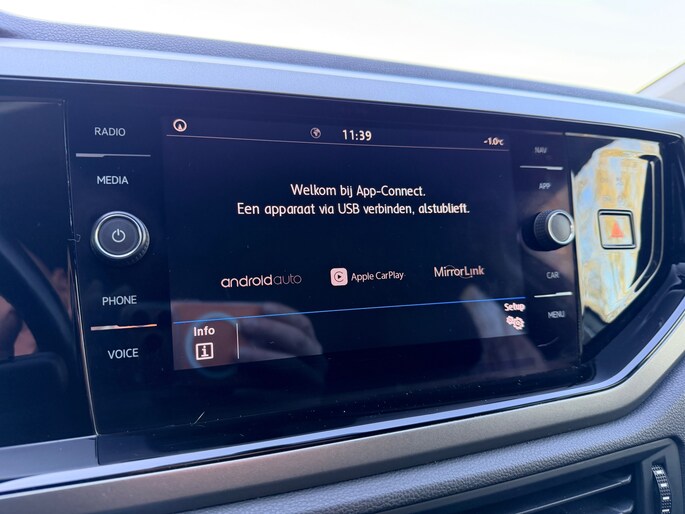 RADIO
MEDIA
PHONE
VOICE
11:39
-1.0°C
Welkom bij App-Connect.
Een apparaat via USB verbinden, alstublieft.
androidauto
Apple CarPlay
MirrorLink
Info
Setup
NAV
APP
CAR
MENU